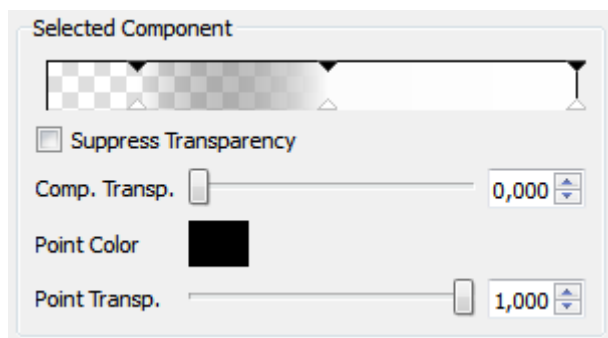 Selected Component
Suppress Transparency
Comp. Transp. 0,000
Point Color
Point Transp. 1,000